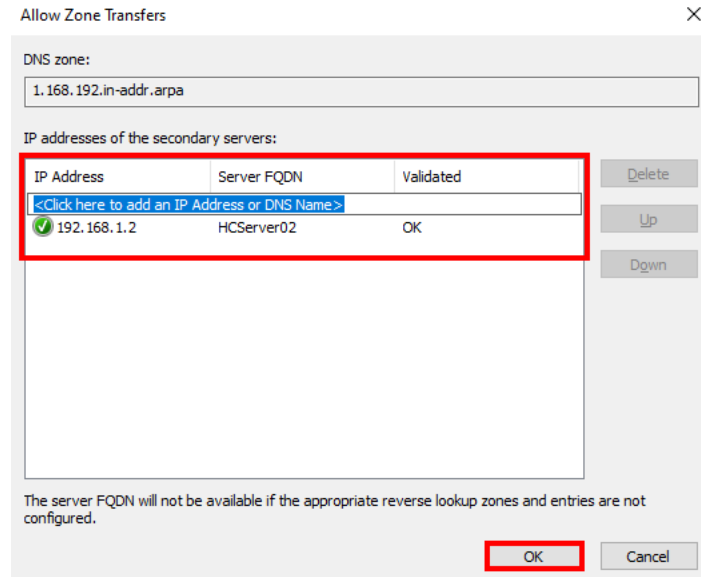 Allow Zone Transfers
DNS zone:
1.168.192.in-addr.arpa
IP addresses of the secondary servers:
IP Address Server FQDN Validated
<Click here to add an IP Address or DNS Name>
192.168.1.2 HCServer02 OK
Delete
Up
Down
The server FQDN will not be available if the appropriate reverse lookup zones and entries are not
configured.
OK Cancel